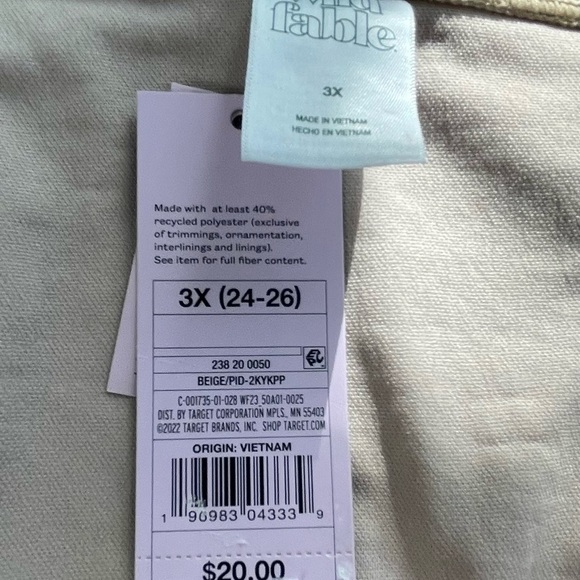 fable.
3X
MADE IN VIETNAM
HECHO EN VIETNAM
Made with at least 40%
recycled polyester (exclusive
of trimmings, ornamentation,
interlinings and linings).
See item for full fiber content.
3X (24-26)
238 20 0050
BEIGE/PID-2KYKPP
C-001735-01-028 WF23 50A01-0025
DIST. BY TARGET CORPORATION MPLS., MN 55403
©2022 TARGET BRANDS, INC. SHOP TARGET.COM
ORIGIN: VIETNAM
1 96983 04333 9
$20.00